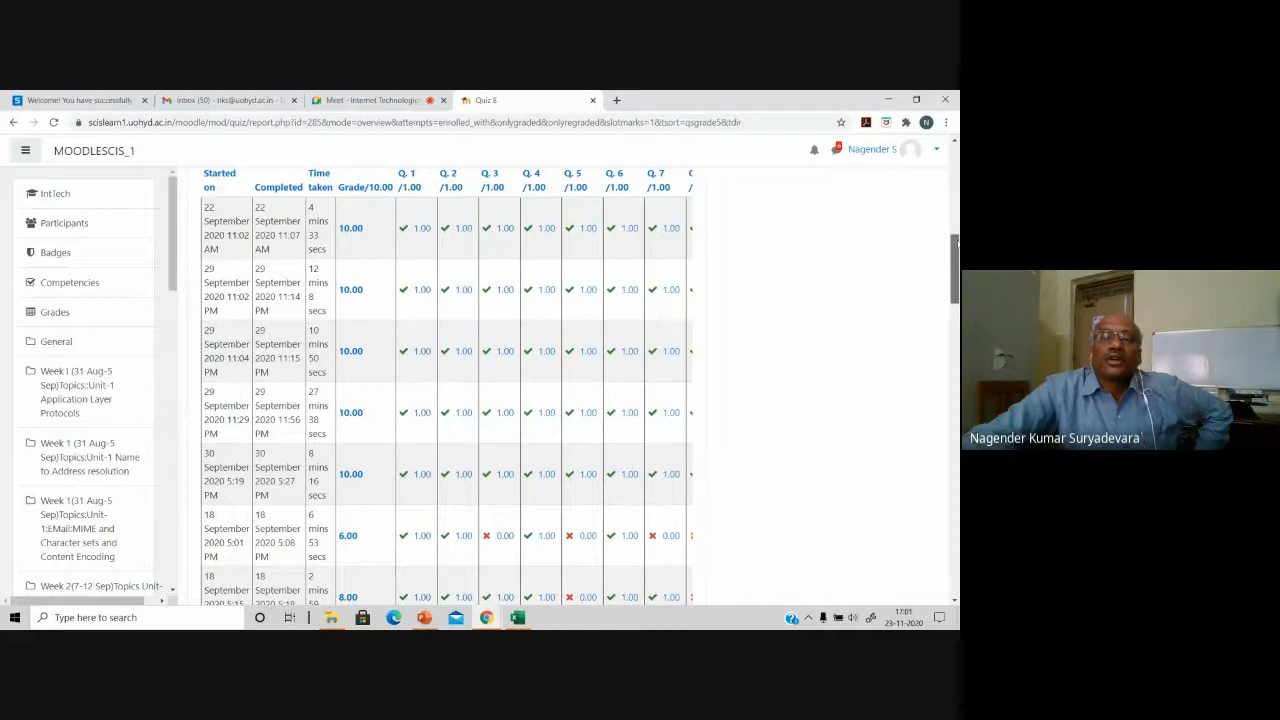 Welcome! You have successfully
Inbox (50)
nks@uohyd.ac.in
Meet - Internet Technologies
Quiz 8
scislearn1.uohyd.ac.in/moodle/mod/quiz/report.php?id=285&mode=overview&attempts=enrolled_with&onlygraded&onlyregraded&slotmarks=1&tsort=qsgrade5&tdir
MOODLESCIS_1
Nagender S
IntTech
Participants
Badges
Competencies
Grades
General
Week I (31 Aug-5
Sep)Topics::Unit-1
Application Layer
Protocols
Week 1 (31 Aug-5
Sep)Topics:Unit-1 Name
to Address resolution
Week 1(31 Aug-5
Sep)Topics:Unit-
1:EMail:MIME and
Character sets and
Content Encoding
Week 2(7-12 Sep)Topics Unit-
Started on Completed Time taken Grade/10.00 Q. 1 /1.00 Q. 2 /1.00 Q. 3 /1.00 Q. 4 /1.00 Q. 5 /1.00 Q. 6 /1.00 Q. 7 /1.00
22 September 2020 11:02 AM 22 September 2020 11:07 AM 4 mins 33 secs 10.00 ✔ 1.00 ✔ 1.00 ✔ 1.00 ✔ 1.00 ✔ 1.00 ✔ 1.00 ✔ 1.00
29 September 2020 11:02 PM 29 September 2020 11:14 PM 12 mins 8 secs 10.00 ✔ 1.00 ✔ 1.00 ✔ 1.00 ✔ 1.00 ✔ 1.00 ✔ 1.00 ✔ 1.00
29 September 2020 11:04 PM 29 September 2020 11:15 PM 10 mins 50 secs 10.00 ✔ 1.00 ✔ 1.00 ✔ 1.00 ✔ 1.00 ✔ 1.00 ✔ 1.00 ✔ 1.00
29 September 2020 11:29 PM 29 September 2020 11:56 PM 27 mins 38 secs 10.00 ✔ 1.00 ✔ 1.00 ✔ 1.00 ✔ 1.00 ✔ 1.00 ✔ 1.00 ✔ 1.00
30 September 2020 5:19 PM 30 September 2020 5:27 PM 8 mins 16 secs 10.00 ✔ 1.00 ✔ 1.00 ✔ 1.00 ✔ 1.00 ✔ 1.00 ✔ 1.00 ✔ 1.00
18 September 2020 5:01 PM 18 September 2020 5:08 PM 6 mins 53 secs 6.00 ✔ 1.00 ✔ 1.00 ✖ 0.00 ✔ 1.00 ✖ 0.00 ✔ 1.00 ✖ 0.00
18 September 2020 5:15 18 September 2020 5:18 2 mins 59 8.00 ✔ 1.00 ✔ 1.00 ✔ 1.00 ✔ 1.00 ✖ 0.00 ✔ 1.00 ✔ 1.00
Type here to search
17:01
23-11-2020
Nagender Kumar Suryadevara